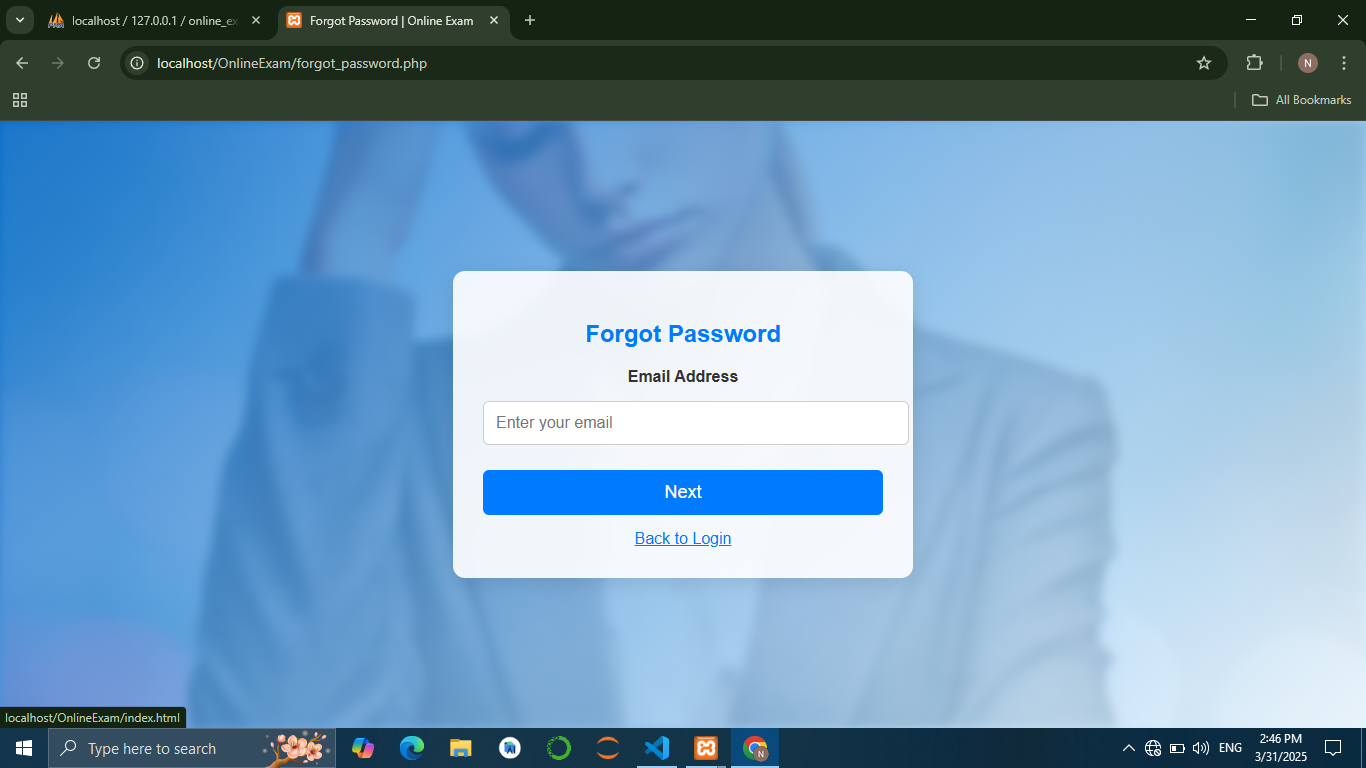 localhost / 127.0.0.1 / online_ex
Forgot Password | Online Exam
localhost/OnlineExam/forgot_password.php
N
All Bookmarks
Forgot Password
Email Address
Enter your email
Next
Back to Login
localhost/OnlineExam/index.html
Type here to search
N
ENG
2:46 PM
3/31/2025